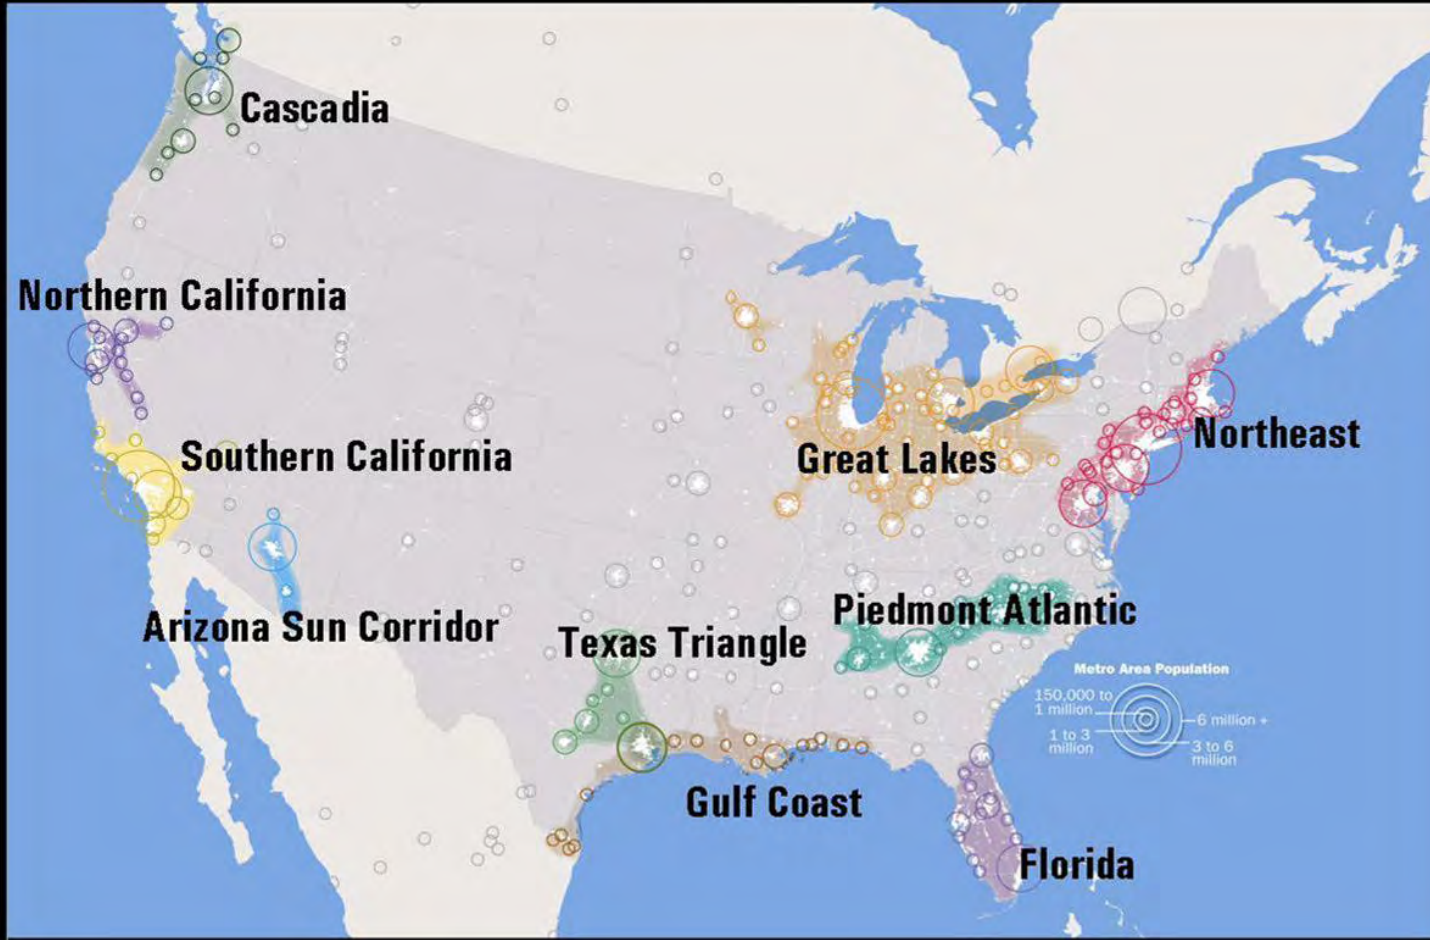 Cascadia
Northern California
Southern California
Great Lakes
Northeast
Arizona Sun Corridor
Texas Triangle
Piedmont Atlantic
Metro Area Population
150,000 to
1 million
6 million +
1 to 3
million
3 to 6
million
Gulf Coast
Florida